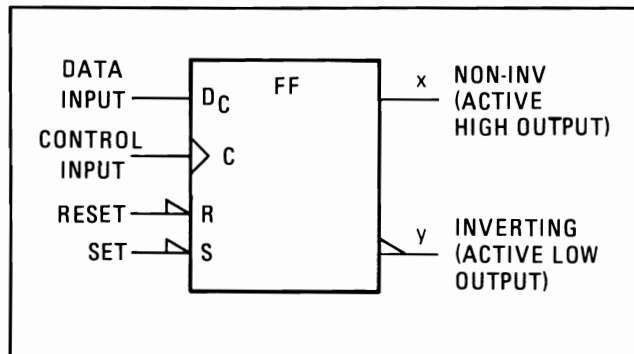 DATA
INPUT
CONTROL
INPUT
RESET
SET
FF
D C
C
R
S
x
NON-INV
(ACTIVE
HIGH OUTPUT)
y
INVERTING
(ACTIVE LOW
OUTPUT)